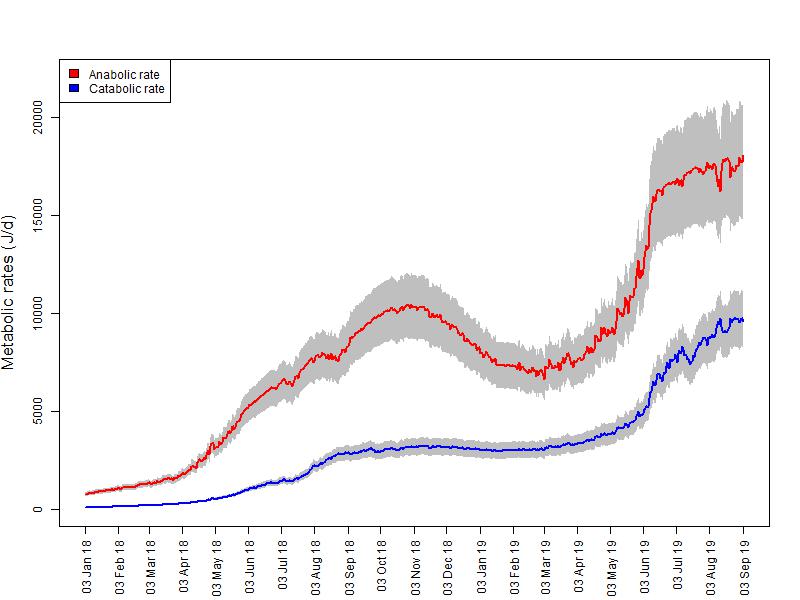 Anabolic rate
Catabolic rate
Metabolic rates (J/d)
20000
15000
10000
5000
0
03 Jan 18
03 Feb 18
03 Mar 18
03 Apr 18
03 May 18
03 Jun 18
03 Jul 18
03 Aug 18
03 Sep 18
03 Oct 18
03 Nov 18
03 Dec 18
03 Jan 19
03 Feb 19
03 Mar 19
03 Apr 19
03 May 19
03 Jun 19
03 Jul 19
03 Aug 19
03 Sep 19